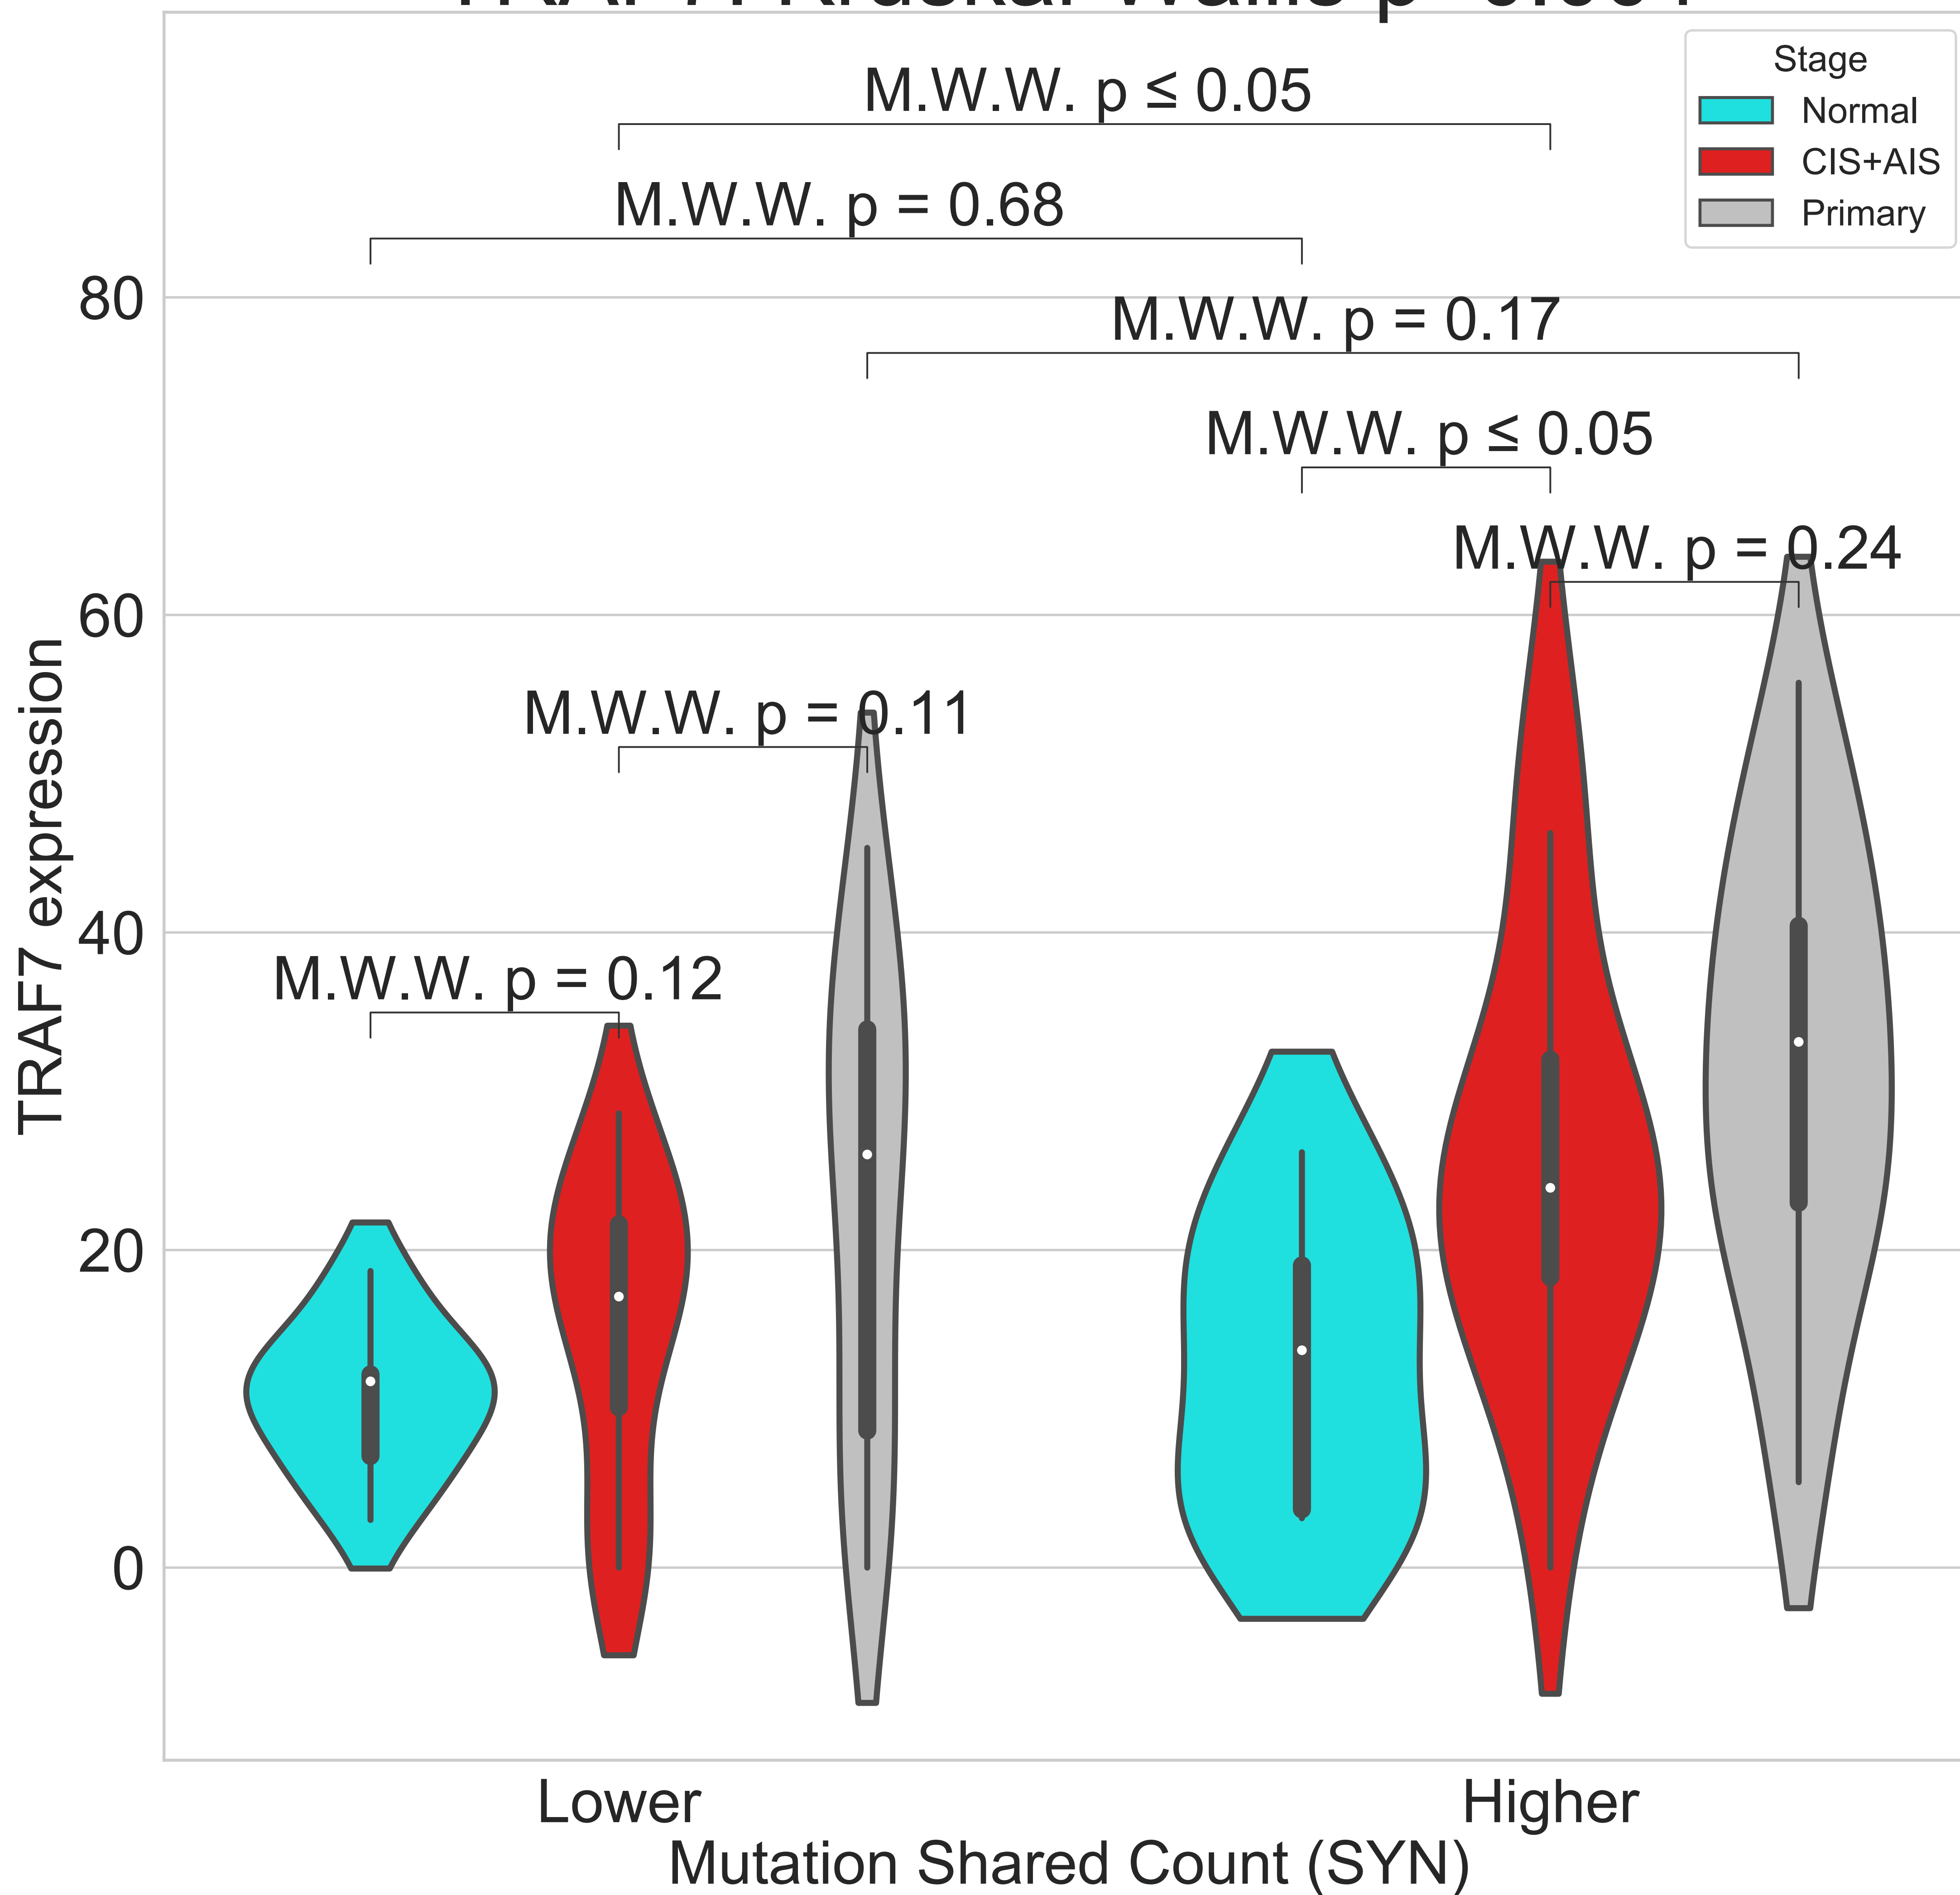 M.W.W. p ≤ 0.05
Stage
Normal
CIS+AIS
Primary
M.W.W. p = 0.68
80
M.W.W. p = 0.17
M.W.W. p ≤ 0.05
M.W.W. p = 0.24
60
M.W.W. p = 0.11
TRAF7 expression
40
M.W.W. p = 0.12
20
0
Lower
Higher
Mutation Shared Count (SYN)